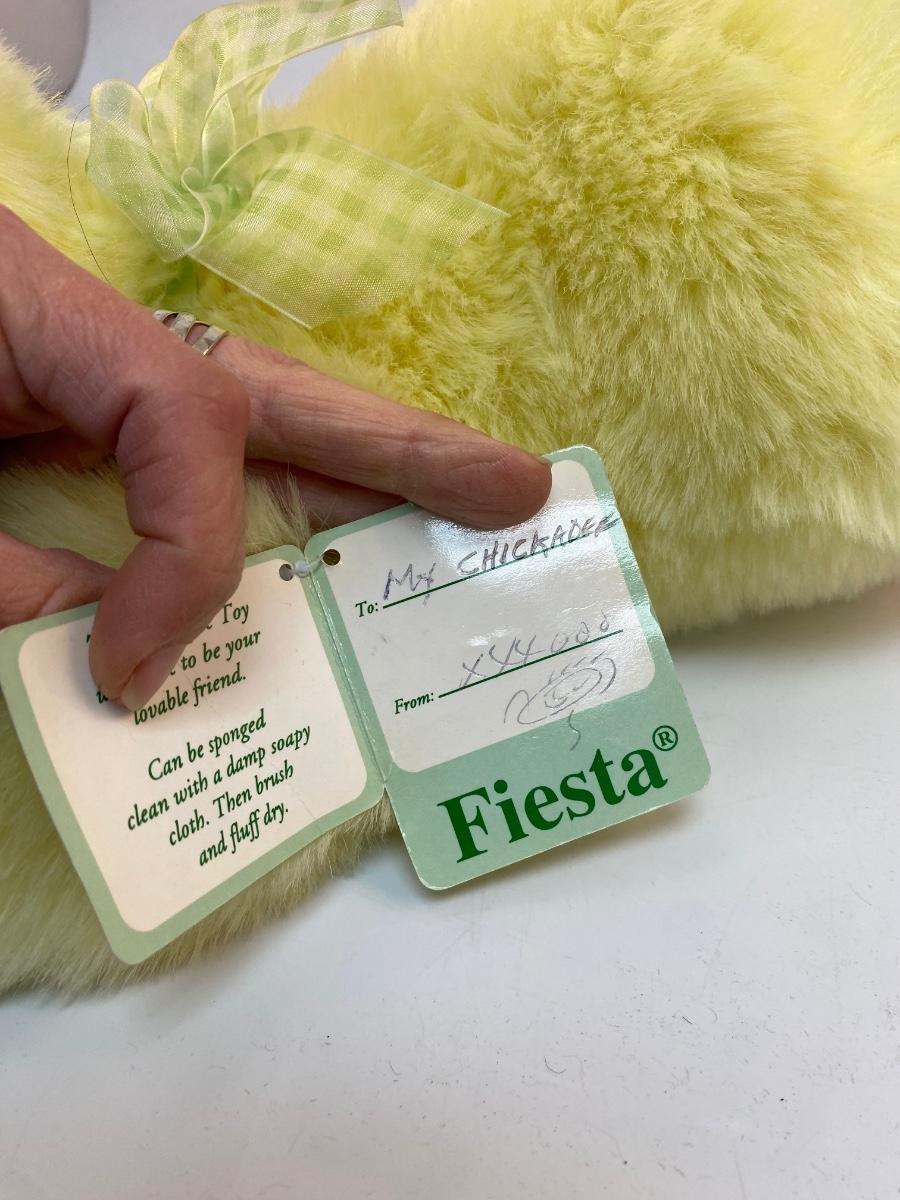 Toy
to be your
lovable friend.
Can be sponged
clean with a damp soapy
cloth. Then brush
and fluff dry.
To: My CHICKADEE
From: XXX000
Fiesta®